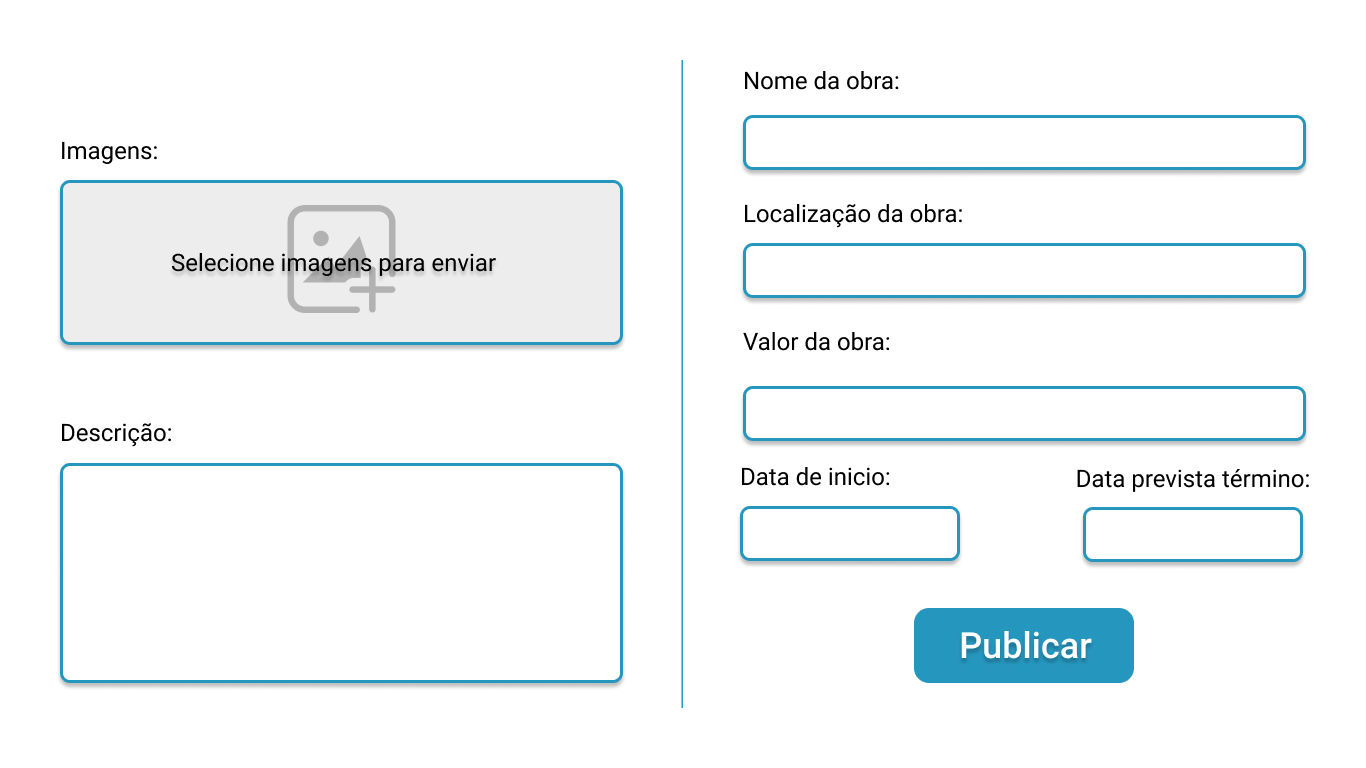 Imagens:
Selecione imagens para enviar
Descrição:
Nome da obra:
Localização da obra:
Valor da obra:
Data de inicio:
Data prevista término:
Publicar